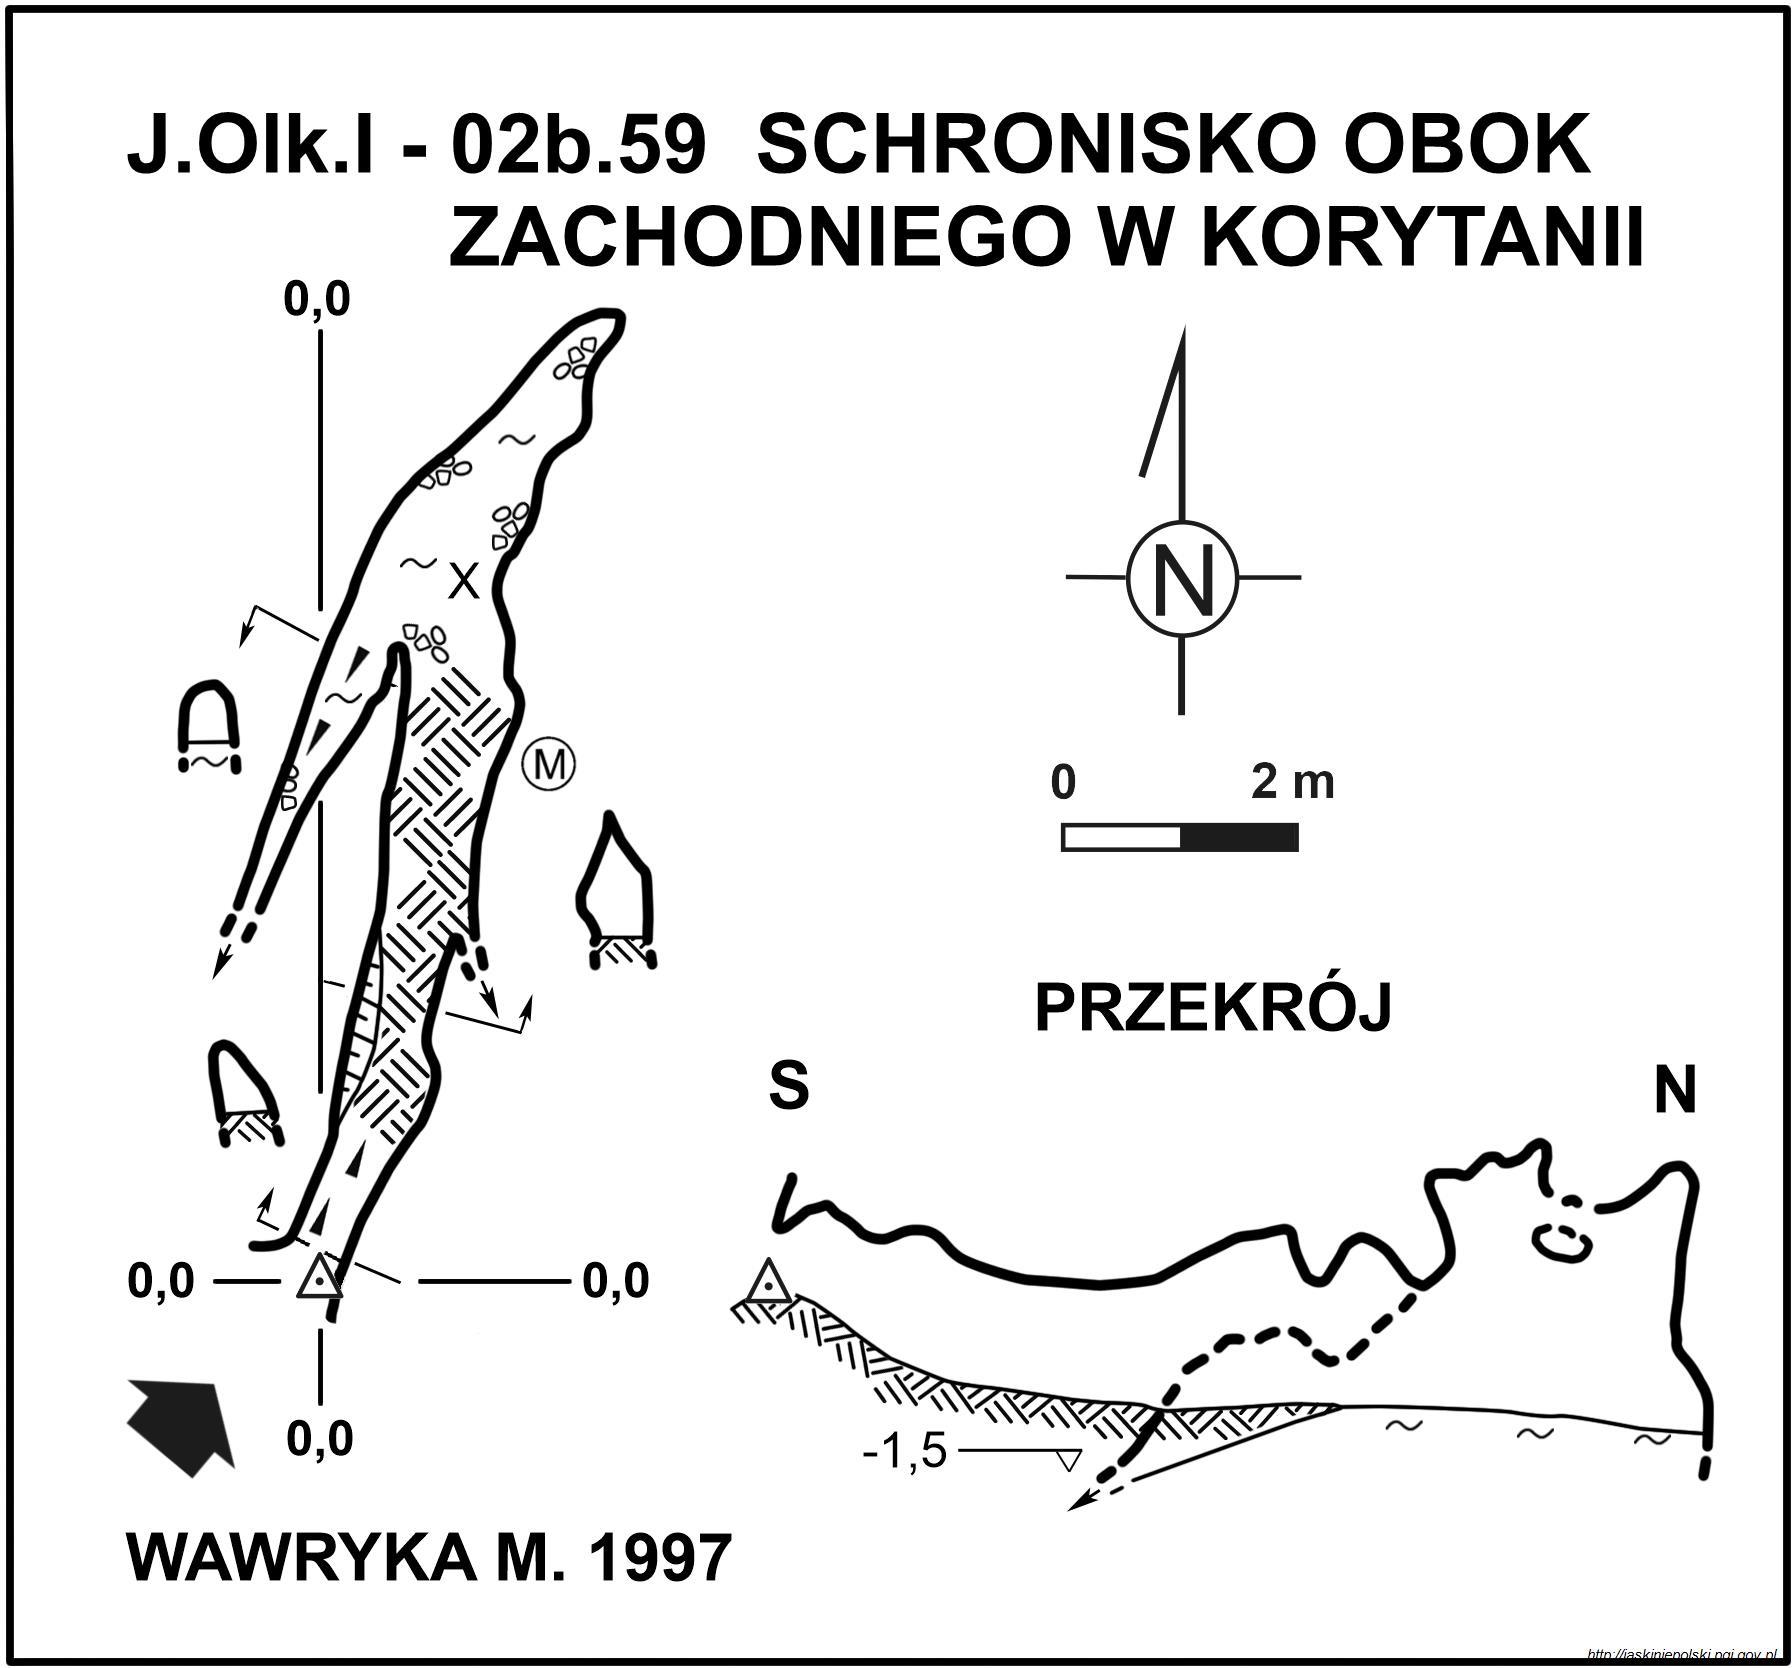 J.Olk.I - 02b.59 SCHRONISKO OBOK
ZACHODNIEGO W KORYTANII
0,0
N
X
M
0 2 m
PRZEKRÓJ
S N
0,0 0,0
0,0
-1,5
WAWRYKA M. 1997
http://jaskiniepolski.pgi.gov.pl